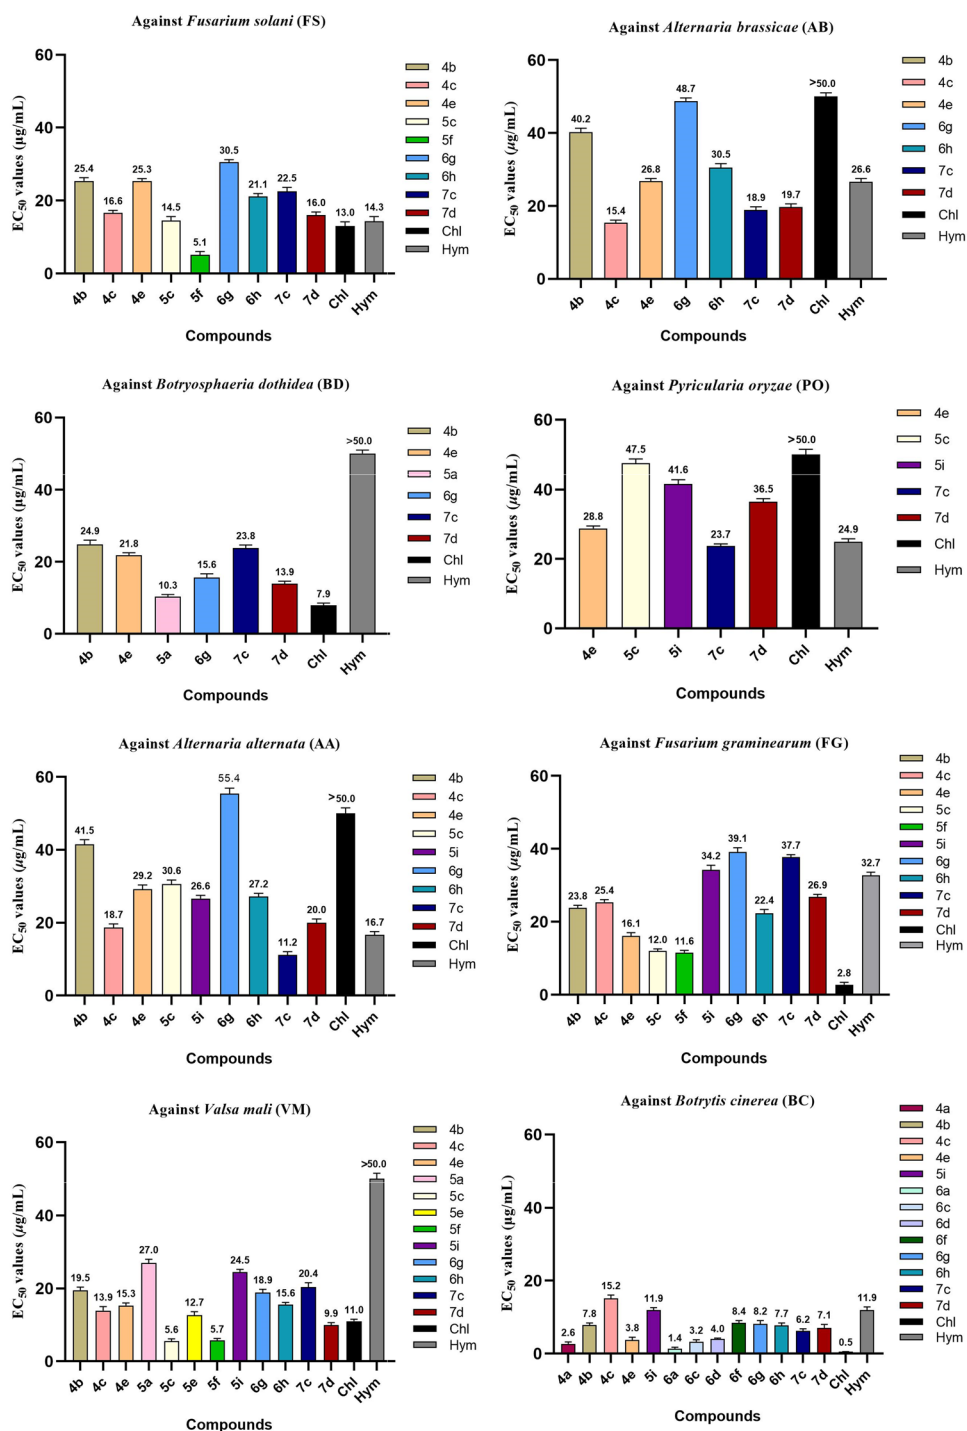 Against Fusarium solani (FS)
EC50 values (µg/mL)
60
40
20
0
25.4
16.6
25.3
14.5
5.1
30.5
21.1
22.5
16.0
13.0
14.3
4b
4c
4e
5c
5f
6g
6h
7c
7d
Chl
Hym
Compounds
4b
4c
4e
5c
5f
6g
6h
7c
7d
Chl
Hym
Against Alternaria brassicae (AB)
EC50 values (µg/mL)
60
40
20
0
40.2
15.4
26.8
48.7
30.5
18.9
19.7
>50.0
26.6
4b
4c
4e
6g
6h
7c
7d
Chl
Hym
Compounds
4b
4c
4e
6g
6h
7c
7d
Chl
Hym
Against Botryosphaeria dothidea (BD)
EC50 values (µg/mL)
60
40
20
0
24.9
21.8
10.3
15.6
23.8
13.9
7.9
>50.0
4b
4e
5a
6g
7c
7d
Chl
Hym
Compounds
4b
4e
5a
6g
7c
7d
Chl
Hym
Against Pyricularia oryzae (PO)
EC50 values (µg/mL)
60
40
20
0
28.8
47.5
41.6
23.7
36.5
>50.0
24.9
4e
5c
5i
7c
7d
Chl
Hym
Compounds
4e
5c
5i
7c
7d
Chl
Hym
Against Alternaria alternata (AA)
EC50 values (µg/mL)
60
40
20
0
41.5
18.7
29.2
30.6
26.6
55.4
27.2
11.2
20.0
>50.0
16.7
4b
4c
4e
5c
5i
6g
6h
7c
7d
Chl
Hym
Compounds
4b
4c
4e
5c
5i
6g
6h
7c
7d
Chl
Hym
Against Fusarium graminearum (FG)
EC50 values (µg/mL)
60
40
20
0
23.8
25.4
16.1
12.0
11.6
34.2
39.1
22.4
37.7
26.9
2.8
32.7
4b
4c
4e
5c
5f
5i
6g
6h
7c
7d
Chl
Hym
Compounds
4b
4c
4e
5c
5f
5i
6g
6h
7c
7d
Chl
Hym
Against Valsa mali (VM)
EC50 values (µg/mL)
60
40
20
0
19.5
13.9
15.3
27.0
5.6
12.7
5.7
24.5
18.9
15.6
20.4
9.9
11.0
>50.0
4b
4c
4e
5a
5c
5e
5f
5i
6g
6h
7c
7d
Chl
Hym
Compounds
4b
4c
4e
5a
5c
5e
5f
5i
6g
6h
7c
7d
Chl
Hym
Against Botrytis cinerea (BC)
EC50 values (µg/mL)
60
40
20
0
2.6
7.8
15.2
3.8
11.9
1.4
3.2
4.0
8.4
8.2
7.7
6.2
7.1
0.5
11.9
4a
4b
4c
4e
5i
6a
6c
6d
6f
6g
6h
7c
7d
Chl
Hym
Compounds
4a
4b
4c
4e
5i
6a
6c
6d
6f
6g
6h
7c
7d
Chl
Hym